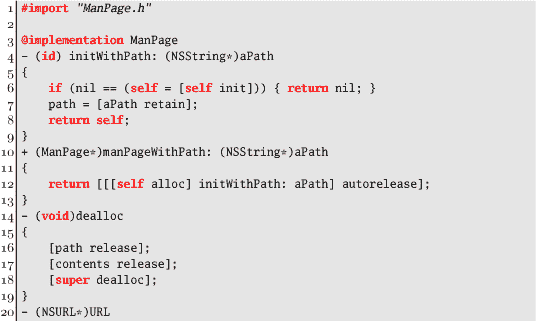 1 #import "ManPage.h"
2
3 @implementation ManPage
4 - (id) initWithPath: (NSString*)aPath
5 {
6     if (nil == (self = [self init])) { return nil; }
7     path = [aPath retain];
8     return self;
9 }
10 + (ManPage*)manPageWithPath: (NSString*)aPath
11 {
12     return [[[self alloc] initWithPath: aPath] autorelease];
13 }
14 - (void)dealloc
15 {
16     [path release];
17     [contents release];
18     [super dealloc];
19 }
20 - (NSURL*)URL